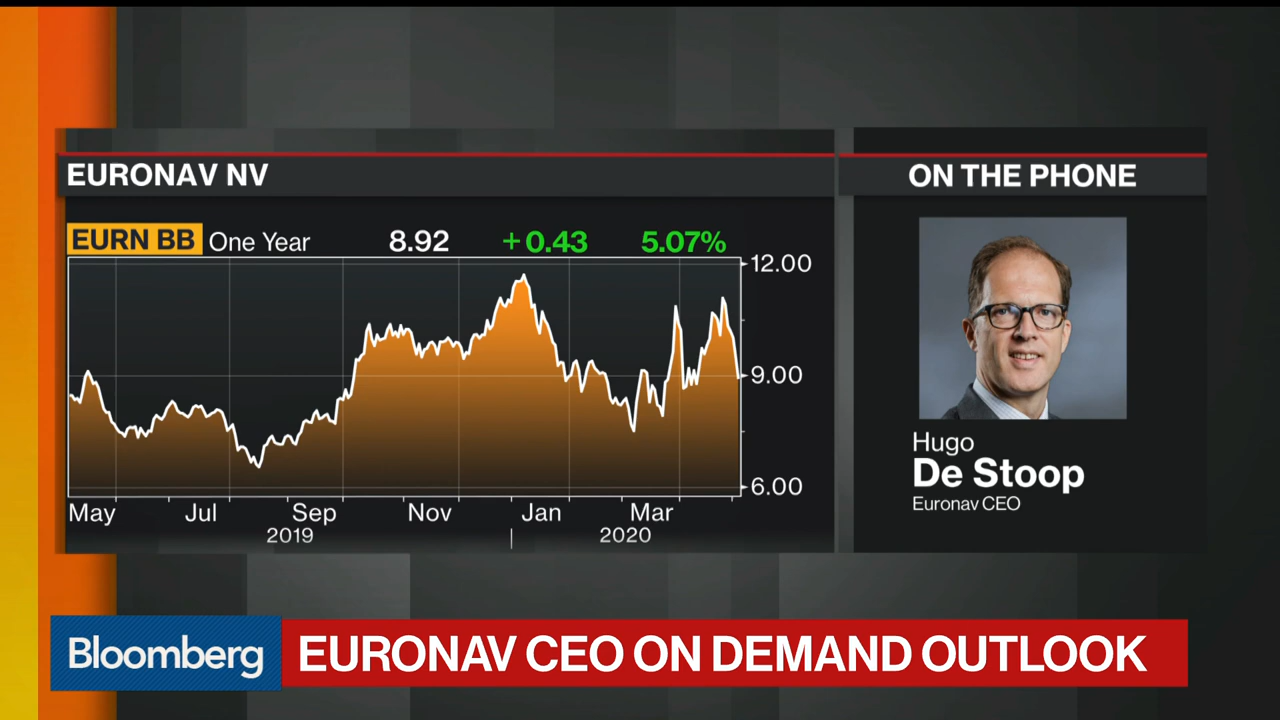 EURONAV NV
EURN BB One Year 8.92 +0.43 5.07%
12.00
9.00
6.00
May Jul Sep Nov Jan Mar
2019 2020
ON THE PHONE
Hugo
De Stoop
Euronav CEO
Bloomberg
EURONAV CEO ON DEMAND OUTLOOK